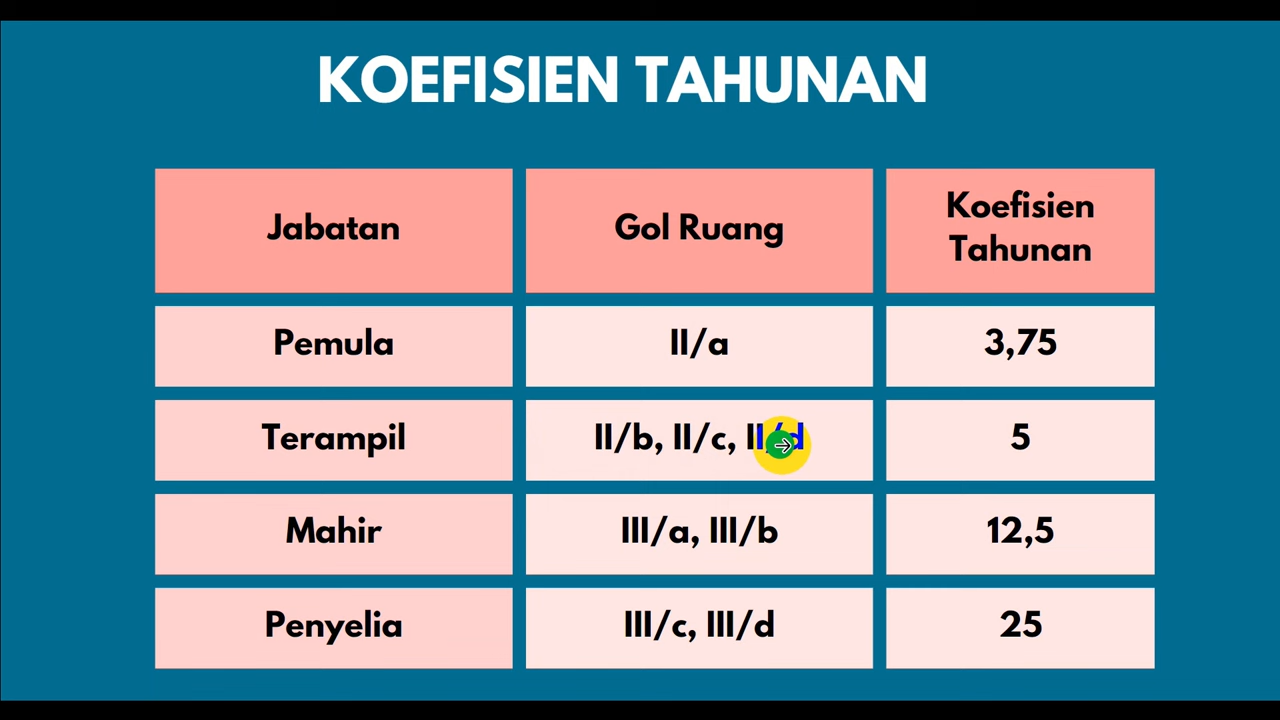 KOEFISIEN TAHUNAN
Jabatan
Gol Ruang
Koefisien
Tahunan
Pemula
II/a
3,75
Terampil
II/b, II/c, II/d
5
Mahir
III/a, III/b
12,5
Penyelia
III/c, III/d
25